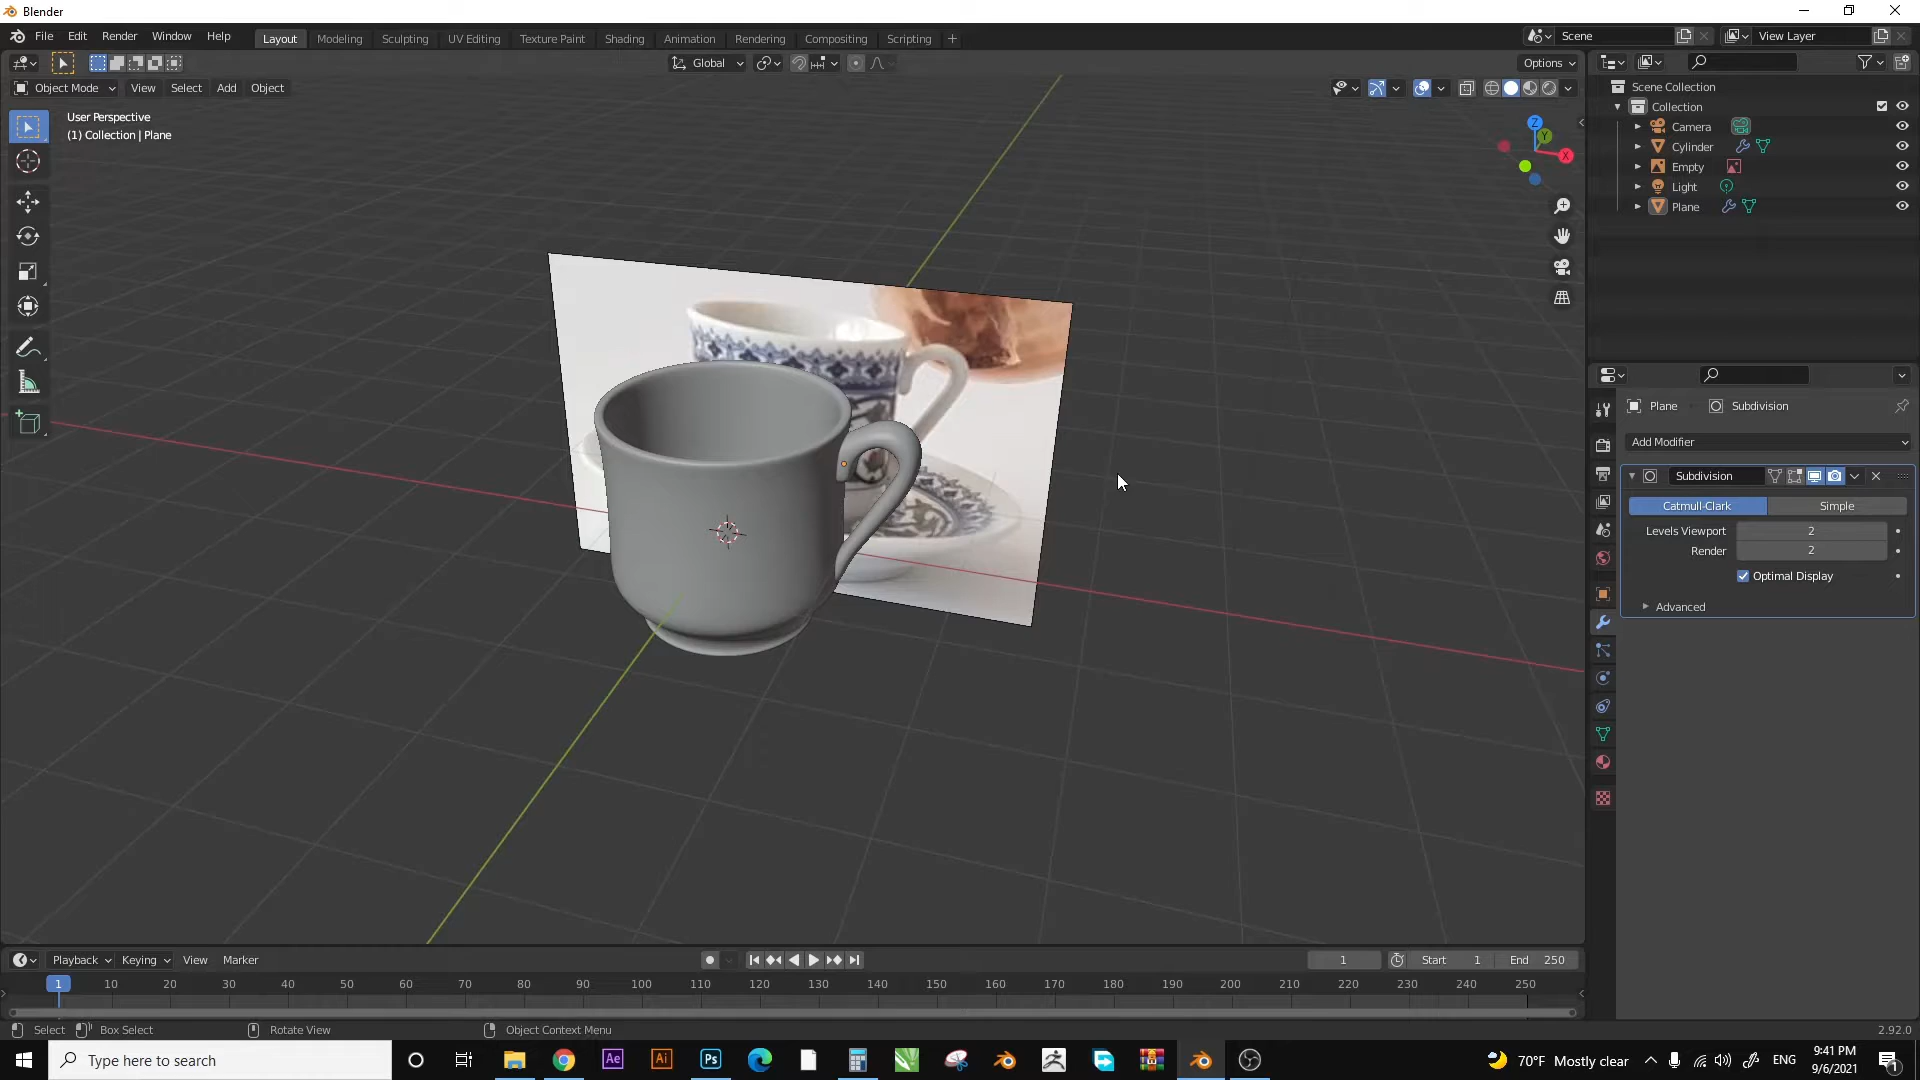 Blender
File Edit Render Window Help Layout Modeling Sculpting UV Editing Texture Paint Shading Animation Rendering Compositing Scripting + Scene View Layer
Global Options
Object Mode View Select Add Object
User Perspective
(1) Collection | Plane
Z
Y
X
Scene Collection
Collection
Camera
Cylinder
Empty
Light
Plane
Plane Subdivision
Add Modifier
Subdivision
Catmull-Clark Simple
Levels Viewport 2
Render 2
Optimal Display
Advanced
Playback Keying View Marker 1 Start 1 End 250
1 10 20 30 40 50 60 70 80 90 100 110 120 130 140 150 160 170 180 190 200 210 220 230 240 250
Select Box Select Rotate View Object Context Menu 2.92.0
Type here to search Ae Ai Ps 70°F Mostly clear ENG 9:41 PM
9/6/2021
1